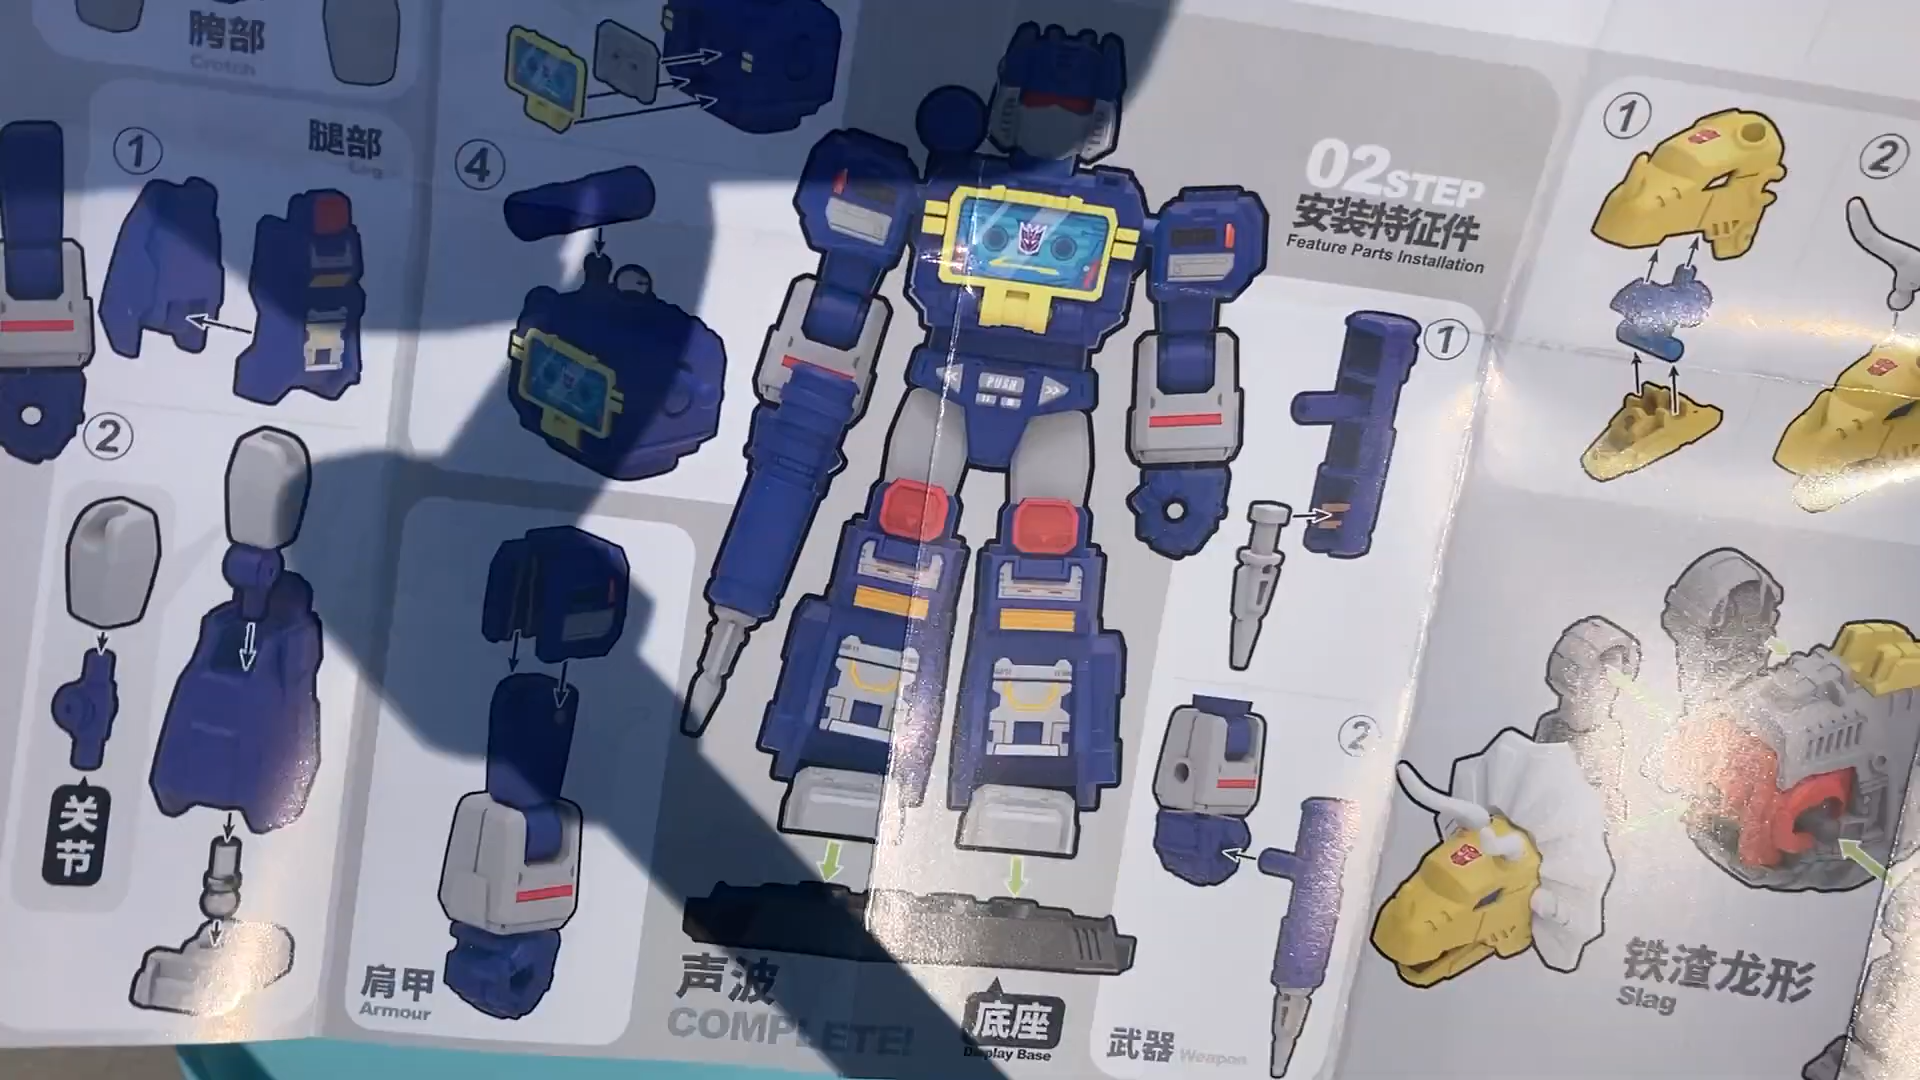 胯部
Crotch
腿部
Leg
①
②
关节
④
肩甲
Armour
PUSH
声波
COMPLETE!
底座
Display Base
02STEP
安装特征件
Feature Parts Installation
①
②
武器 Weapon
①
②
铁渣龙形
Slag